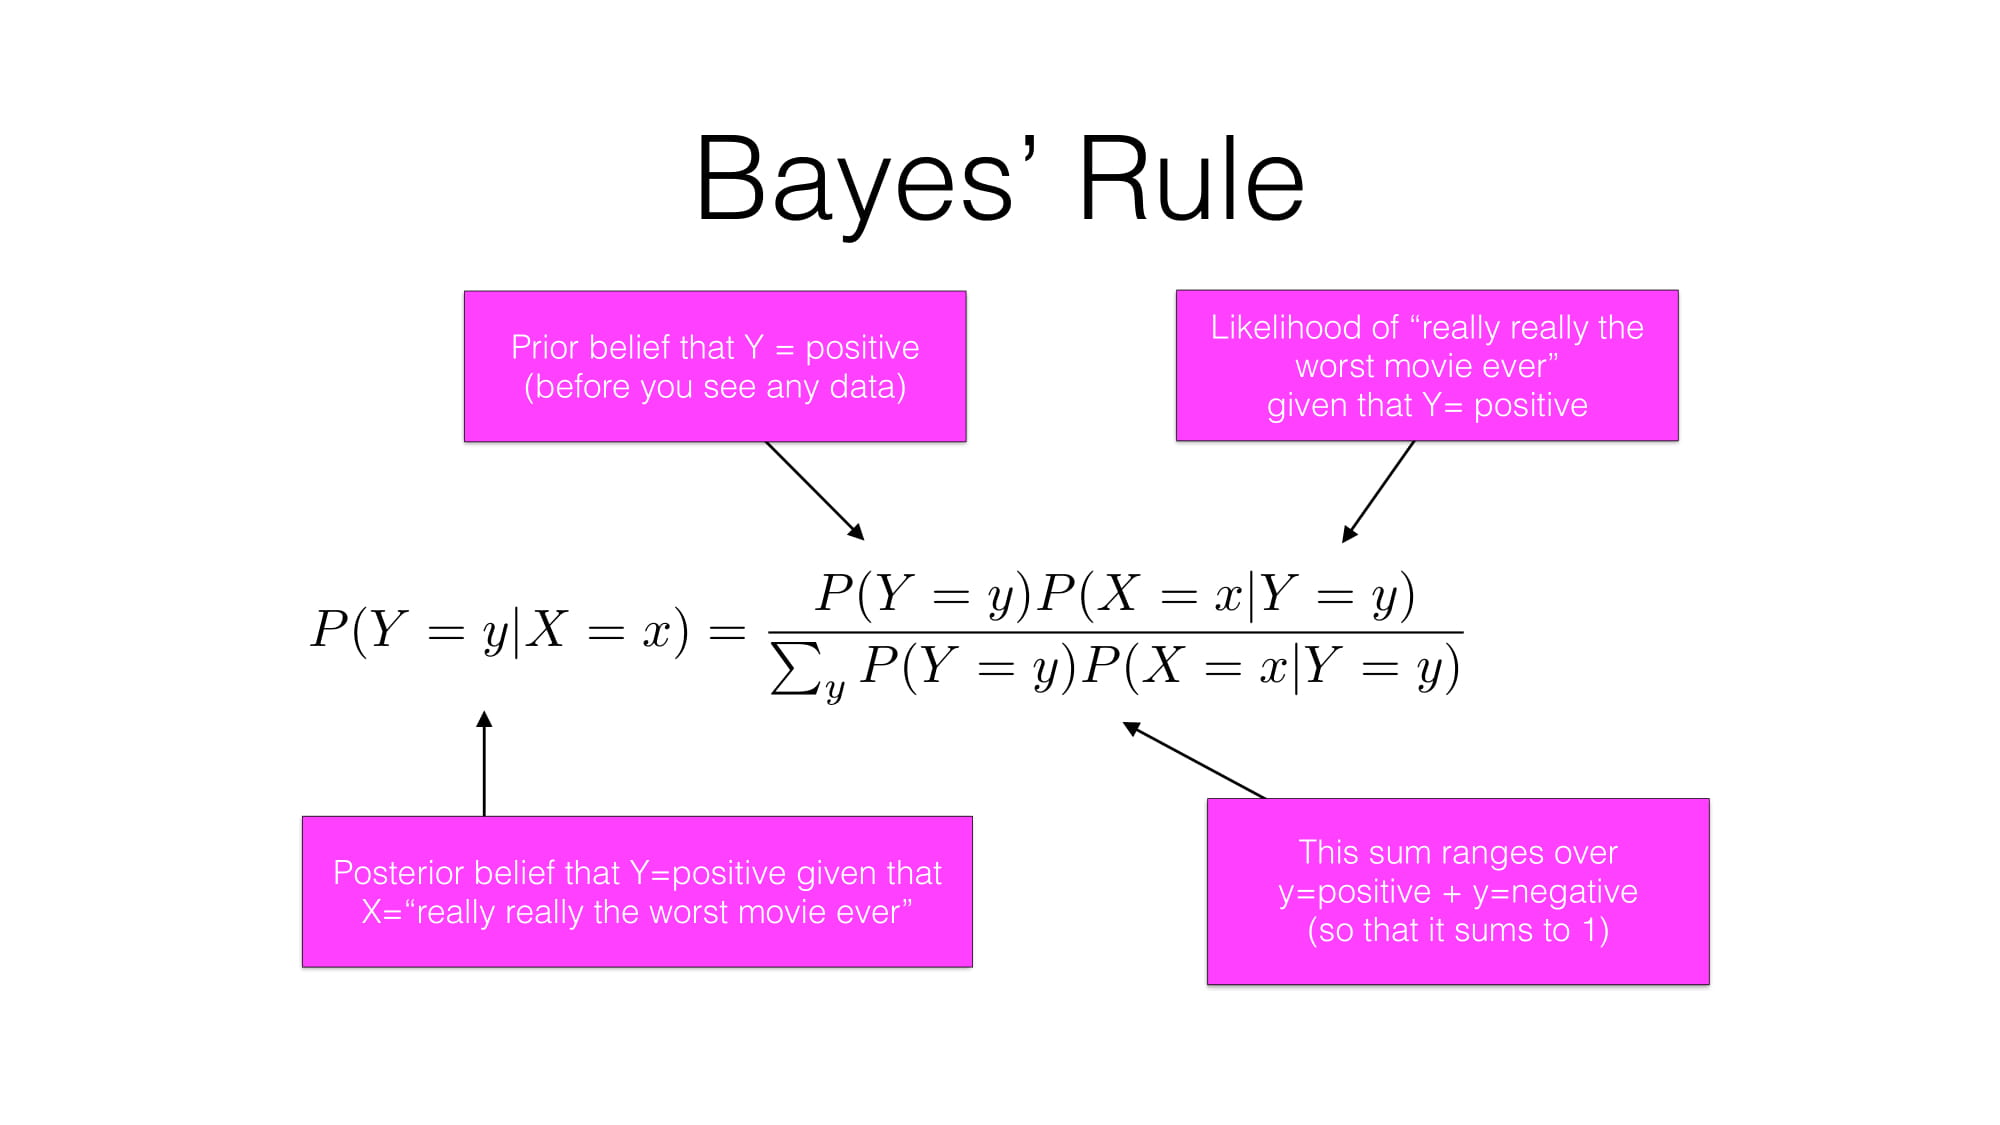 Bayes’ Rule
Prior belief that Y = positive
(before you see any data)
Likelihood of “really really the
worst movie ever”
given that Y= positive
P(Y = y|X = x) = \frac{P(Y = y)P(X = x|Y = y)}{\sum_y P(Y = y)P(X = x|Y = y)}
Posterior belief that Y=positive given that
X=“really really the worst movie ever”
This sum ranges over
y=positive + y=negative
(so that it sums to 1)